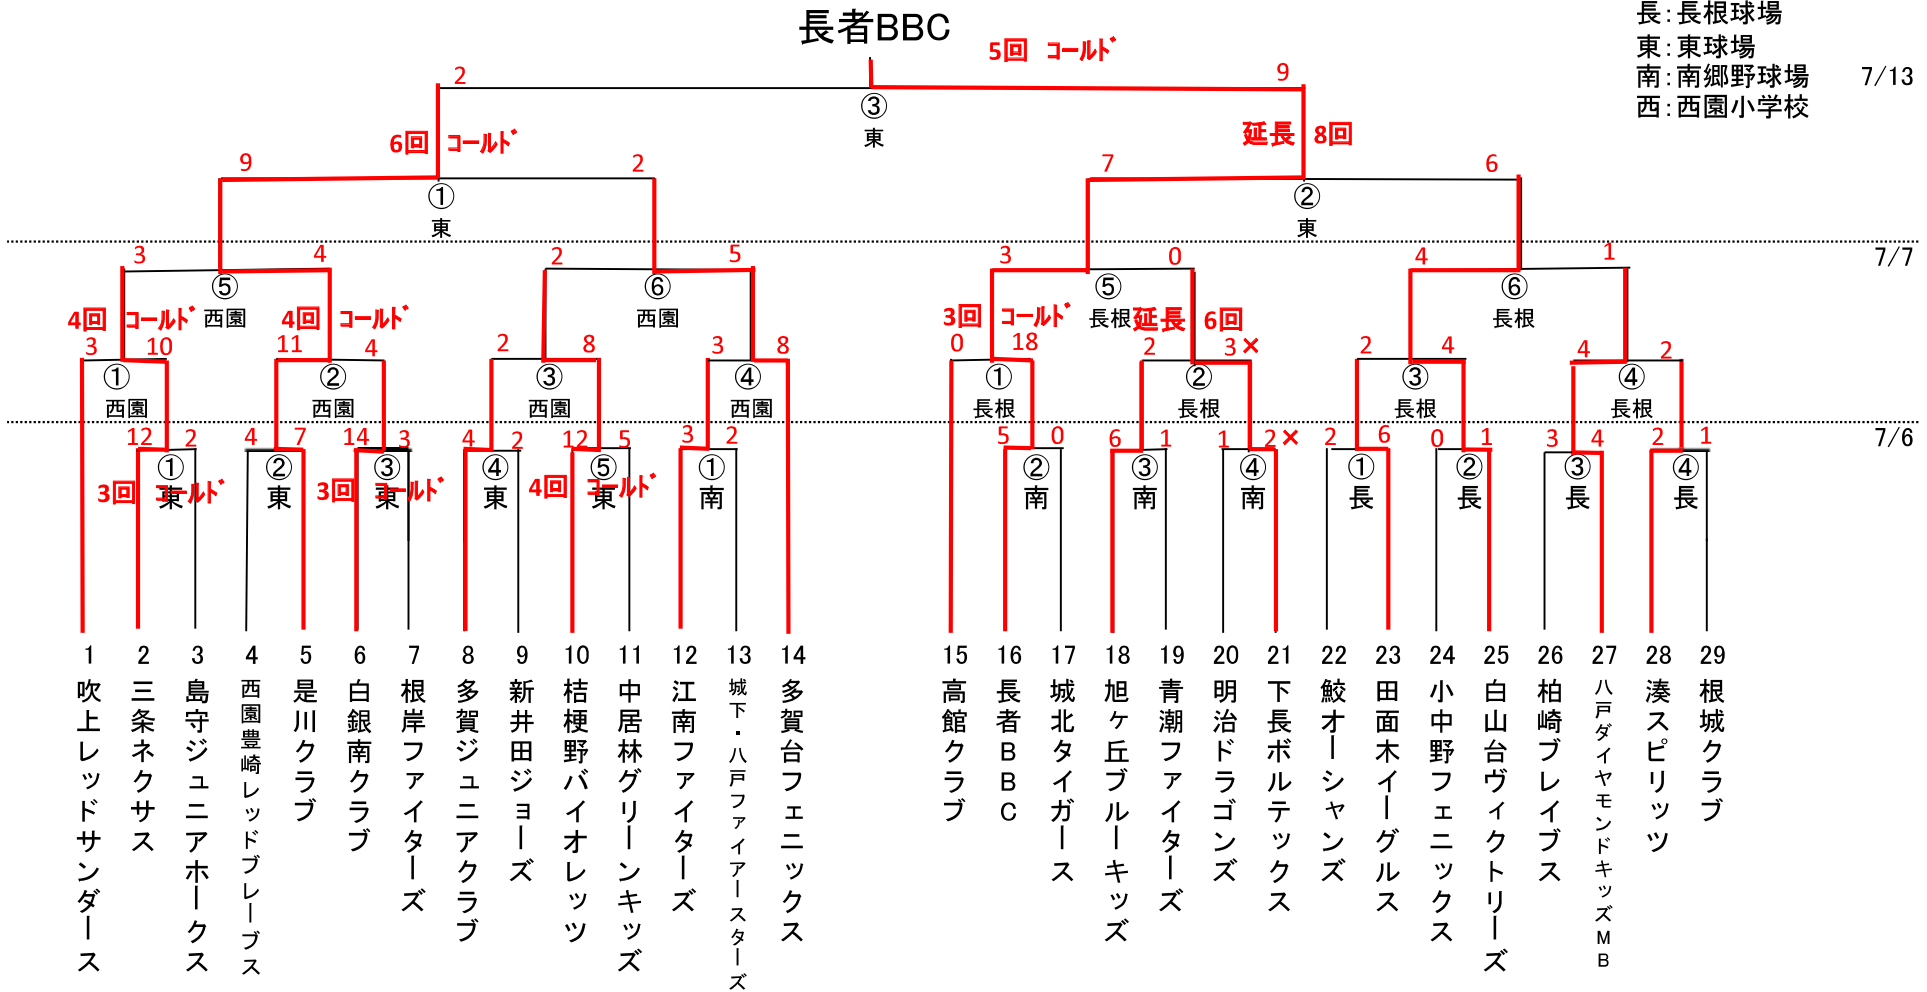 長者BBC
長：長根球場
東：東球場
南：南郷野球場
西：西園小学校
7/13
5回 コールド
2 9
③
東
6回 コールド
延長 8回
9 2 7 6
①
東
②
東
7/7
3 4 2 5 3 0 4 1
⑤
西園
⑥
西園
⑤
長根
⑥
長根
4回 コールド
4回 コールド
3回 コールド
延長 6回
3 10 11 4 2 8 3 8 0 18 2 3× 2 4 4 2
① ② ③ ④ ① ② ③ ④
西園 西園 西園 西園 長根 長根 長根 長根
7/6
12 2 4 7 14 3 4 2 12 5 3 2 5 0 6 1 1 2× 2 6 0 1 3 4 2 1
① ② ③ ④ ⑤ ① ② ③ ④ ① ② ③ ④
東 東 東 東 東 南 南 南 南 長 長 長 長
3回 コールド
3回 コールド
4回 コールド
1 吹上レッドサンダース
2 三条ネクサス
3 島守ジュニアホークス
4 西園豊崎レッドブレーブス
5 是川クラブ
6 白銀南クラブ
7 根岸ファイターズ
8 多賀ジュニアクラブ
9 新井田ジョーズ
10 桔梗野バイオレッツ
11 中居林グリーンキッズ
12 江南ファイターズ
13 城下・八戸ファイアースターズ
14 多賀台フェニックス
15 高館クラブ
16 長者BBC
17 城北タイガース
18 旭ヶ丘ブルーキッズ
19 青潮ファイターズ
20 明治ドラゴンズ
21 下長ボルテックス
22 鮫オーシャンズ
23 田面木イーグルス
24 小中野フェニックス
25 白山台ヴィクトリーズ
26 柏崎ブレイブス
27 八戸ダイヤモンドキッズMB
28 湊スピリッツ
29 根城クラブ